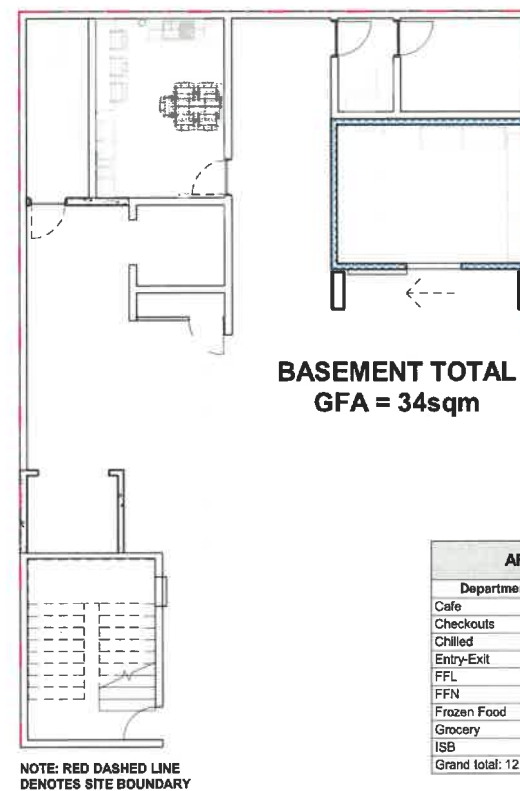 BASEMENT TOTAL
GFA = 34sqm
Cafe
Checkouts
Chilled
Entry-Exit
FFL
FFN
Frozen Food
Grocery
ISB
Grand total: 12
NOTE: RED DASHED LINE
DENOTES SITE BOUNDARY